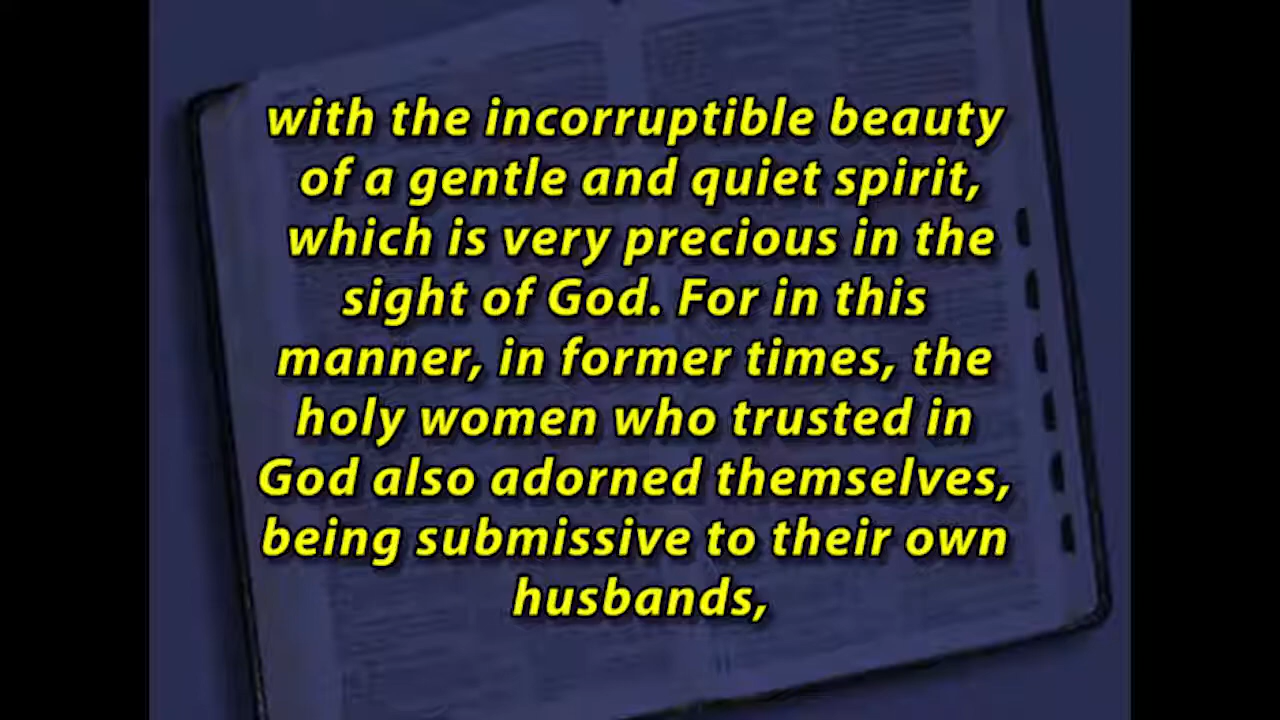 with the incorruptible beauty
of a gentle and quiet spirit,
which is very precious in the
sight of God. For in this
manner, in former times, the
holy women who trusted in
God also adorned themselves,
being submissive to their own
husbands,